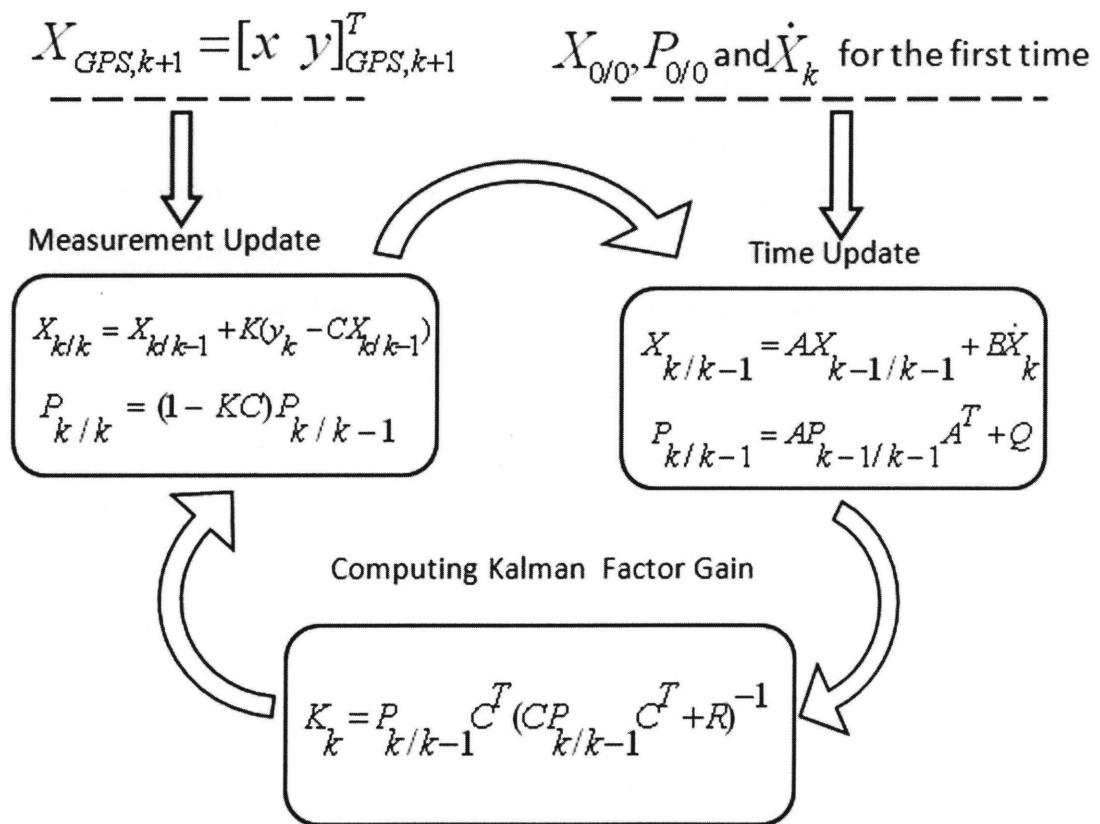 X_{GPS,k+1} = [x y]^T_{GPS,k+1}
X_{0/0}, P_{0/0} and Ẋ_k for the first time
Measurement Update
X_{k/k} = X_{k/k-1} + K(y_k - CX_{k/k-1})
P_{k/k} = (1 - KC)P_{k/k-1}
Time Update
X_{k/k-1} = AX_{k-1/k-1} + BẊ_k
P_{k/k-1} = AP_{k-1/k-1}A^T + Q
Computing Kalman Factor Gain
K_k = P_{k/k-1}C^T(CP_{k/k-1}C^T + R)^{-1}